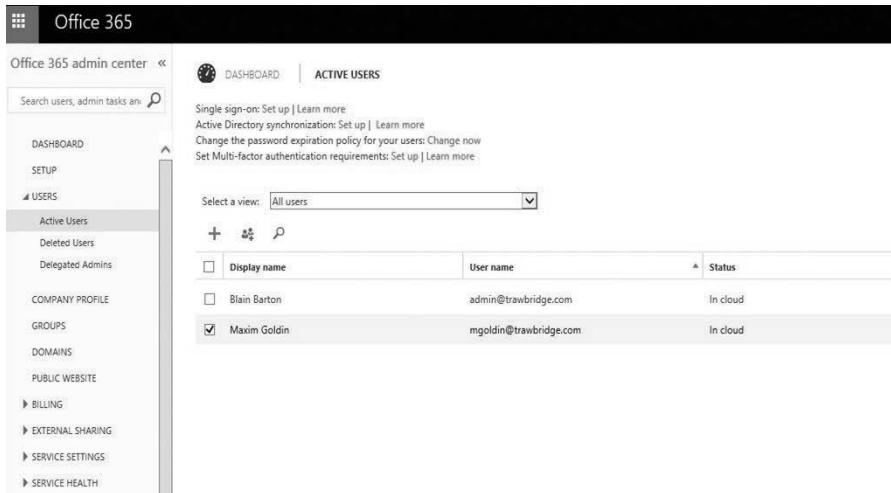 Office 365
Office 365 admin center «
Search users, admin tasks an
DASHBOARD
SETUP
USERS
Active Users
Deleted Users
Delegated Admins
COMPANY PROFILE
GROUPS
DOMAINS
PUBLIC WEBSITE
BILLING
EXTERNAL SHARING
SERVICE SETTINGS
SERVICE HEALTH
DASHBOARD | ACTIVE USERS
Single sign-on: Set up | Learn more
Active Directory synchronization: Set up | Learn more
Change the password expiration policy for your users: Change now
Set Multi-factor authentication requirements: Set up | Learn more
Select a view: All users
Display name User name Status
Blain Barton admin@trawbridge.com In cloud
Maxim Goldin mgoldin@trawbridge.com In cloud